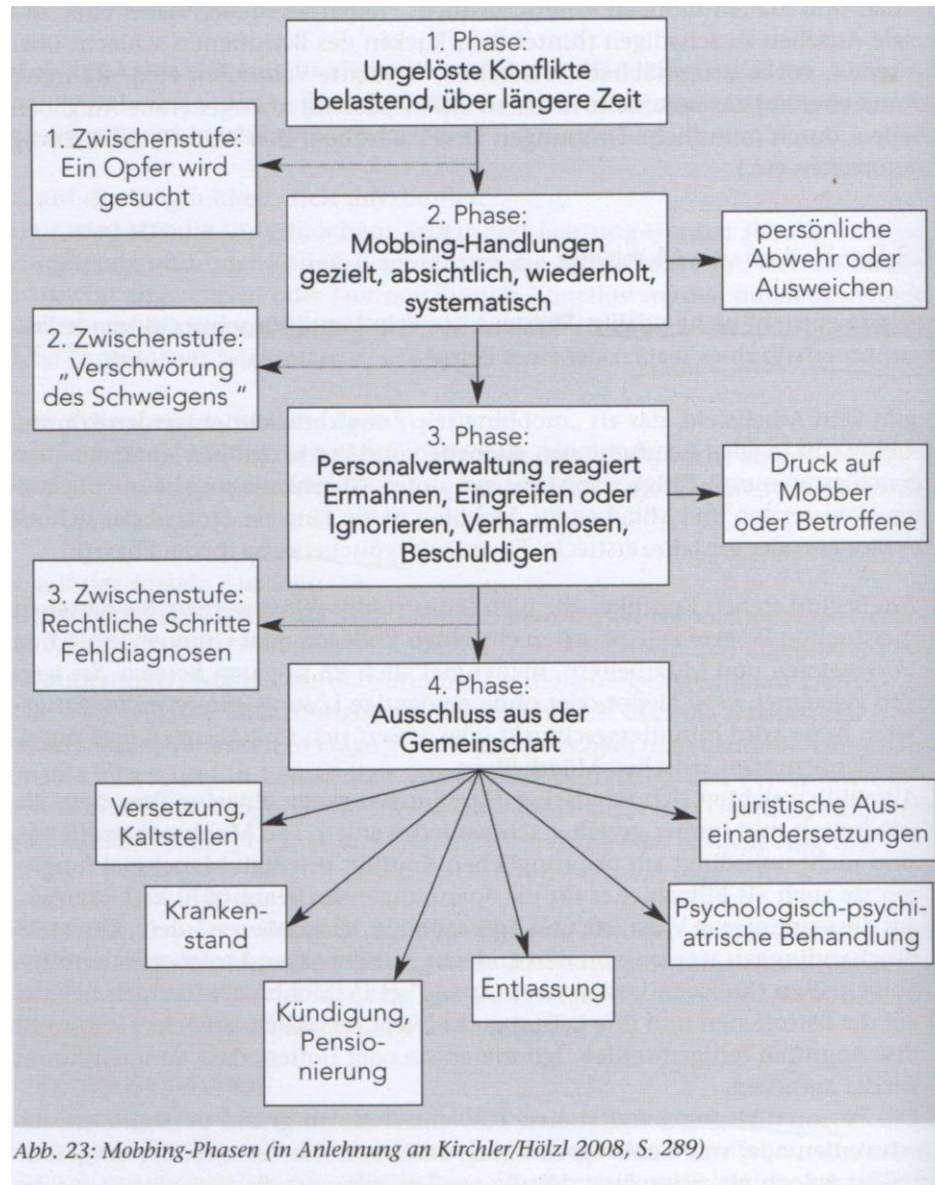 1. Phase:
Ungelöste Konflikte
belastend, über längere Zeit
1. Zwischenstufe:
Ein Opfer wird
gesucht
2. Phase:
Mobbing-Handlungen
gezielt, absichtlich, wiederholt,
systematisch
persönliche
Abwehr oder
Ausweichen
2. Zwischenstufe:
„Verschwörung
des Schweigens “
3. Phase:
Personalverwaltung reagiert
Ermahnen, Eingreifen oder
Ignorieren, Verharmlosen,
Beschuldigen
Druck auf
Mobber
oder Betroffene
3. Zwischenstufe:
Rechtliche Schritte
Fehldiagnosen
4. Phase:
Ausschluss aus der
Gemeinschaft
Versetzung,
Kaltstellen
juristische Aus-
einandersetzungen
Kranken-
stand
Psychologisch-psychi-
atrische Behandlung
Kündigung,
Pensio-
nierung
Entlassung
Abb. 23: Mobbing-Phasen (in Anlehnung an Kirchler/Hölzl 2008, S. 289)